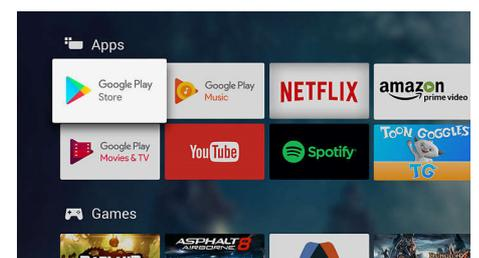 Apps
Google Play
Store
Google Play
Music
NETFLIX
amazon
prime video
Google Play
Movies & TV
YouTube
Spotify
TOON GOGGLES
TG
Games
ASPHALT 8
AIRBORNE